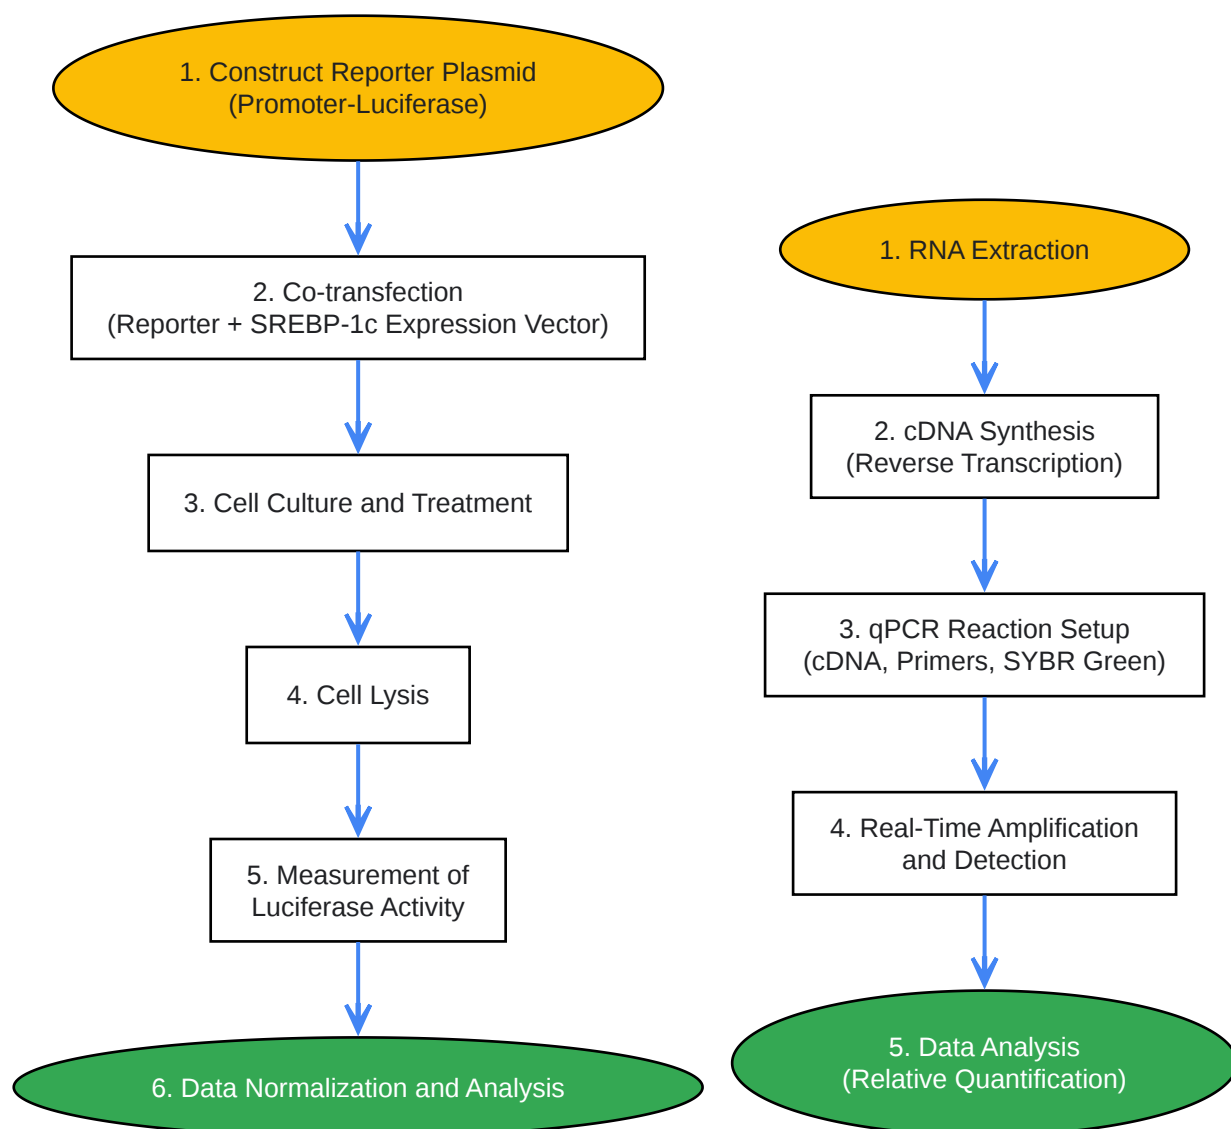 1. Construct Reporter Plasmid
(Promoter-Luciferase)
2. Co-transfection
(Reporter + SREBP-1c Expression Vector)
3. Cell Culture and Treatment
4. Cell Lysis
5. Measurement of
Luciferase Activity
6. Data Normalization and Analysis
1. RNA Extraction
2. cDNA Synthesis
(Reverse Transcription)
3. qPCR Reaction Setup
(cDNA, Primers, SYBR Green)
4. Real-Time Amplification
and Detection
5. Data Analysis
(Relative Quantification)